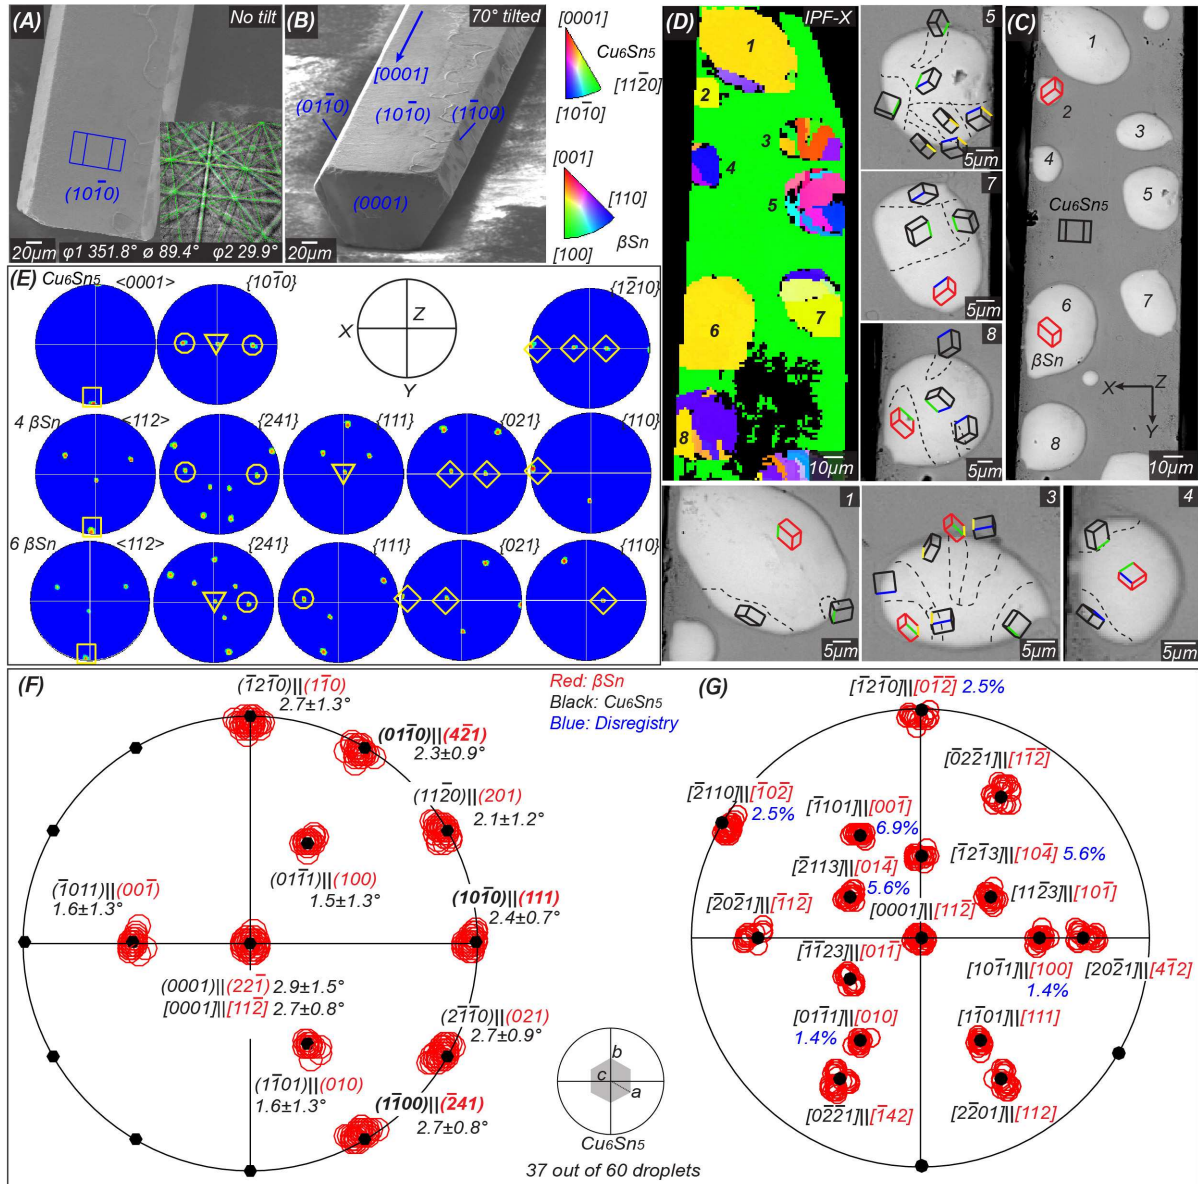 (A)
No tilt
(101̄0)
20μm
φ1 351.8° ø 89.4° φ2 29.9°
(B)
70° tilted
[0001]
(011̄0)
(101̄0)
(11̄00)
(0001)
20μm
[0001]
Cu₆Sn₅
[112̄0]
[101̄0]
[001]
[110]
βSn
[100]
(D)
IPF-X
1
2
3
4
5
6
7
8
10μm
5
5μm
7
5μm
8
5μm
(C)
1
2
3
4
5
Cu₆Sn₅
6
7
βSn
X
Z
Y
8
10μm
(E)
Cu₆Sn₅
<0001>
{101̄0}
X
Z
Y
{12̄10}
4 βSn
<112>
{241}
{111}
{021}
{110}
6 βSn
<112>
{241}
{111}
{021}
{110}
1
5μm
3
5μm
4
5μm
(F)
Red: βSn
Black: Cu₆Sn₅
Blue: Disregistry
(1̄21̄0)||(11̄0)
2.7±1.3°
(011̄0)||(42̄1)
2.3±0.9°
(112̄0)||(201)
2.1±1.2°
(011̄1)||(100)
1.5±1.3°
(1̄011)||(001̄)
1.6±1.3°
(101̄0)||(111)
2.4±0.7°
(0001)||(221̄) 2.9±1.5°
[0001]||[112̄] 2.7±0.8°
(21̄1̄0)||(021)
2.7±0.9°
(11̄01)||(010)
1.6±1.3°
(11̄00)||(2̄41)
2.7±0.8°
b
c
a
Cu₆Sn₅
37 out of 60 droplets
(G)
[1̄21̄0]||[01̄2̄] 2.5%
[0̄22̄1]||[11̄2̄]
[2̄110]||[1̄02̄]
2.5%
[1̄101]||[001̄]
6.9%
[1̄21̄3]||[104̄] 5.6%
[2̄113]||[014̄]
5.6%
[112̄3]||[101̄]
[2̄021]||[1̄12̄]
[0001]||[112̄]
[1̄1̄23]||[011̄]
[101̄1]||[100]
1.4%
[202̄1]||[41̄2]
[011̄1]||[010]
1.4%
[11̄01]||[111]
[02̄2̄1]||[1̄42]
[22̄01]||[112]